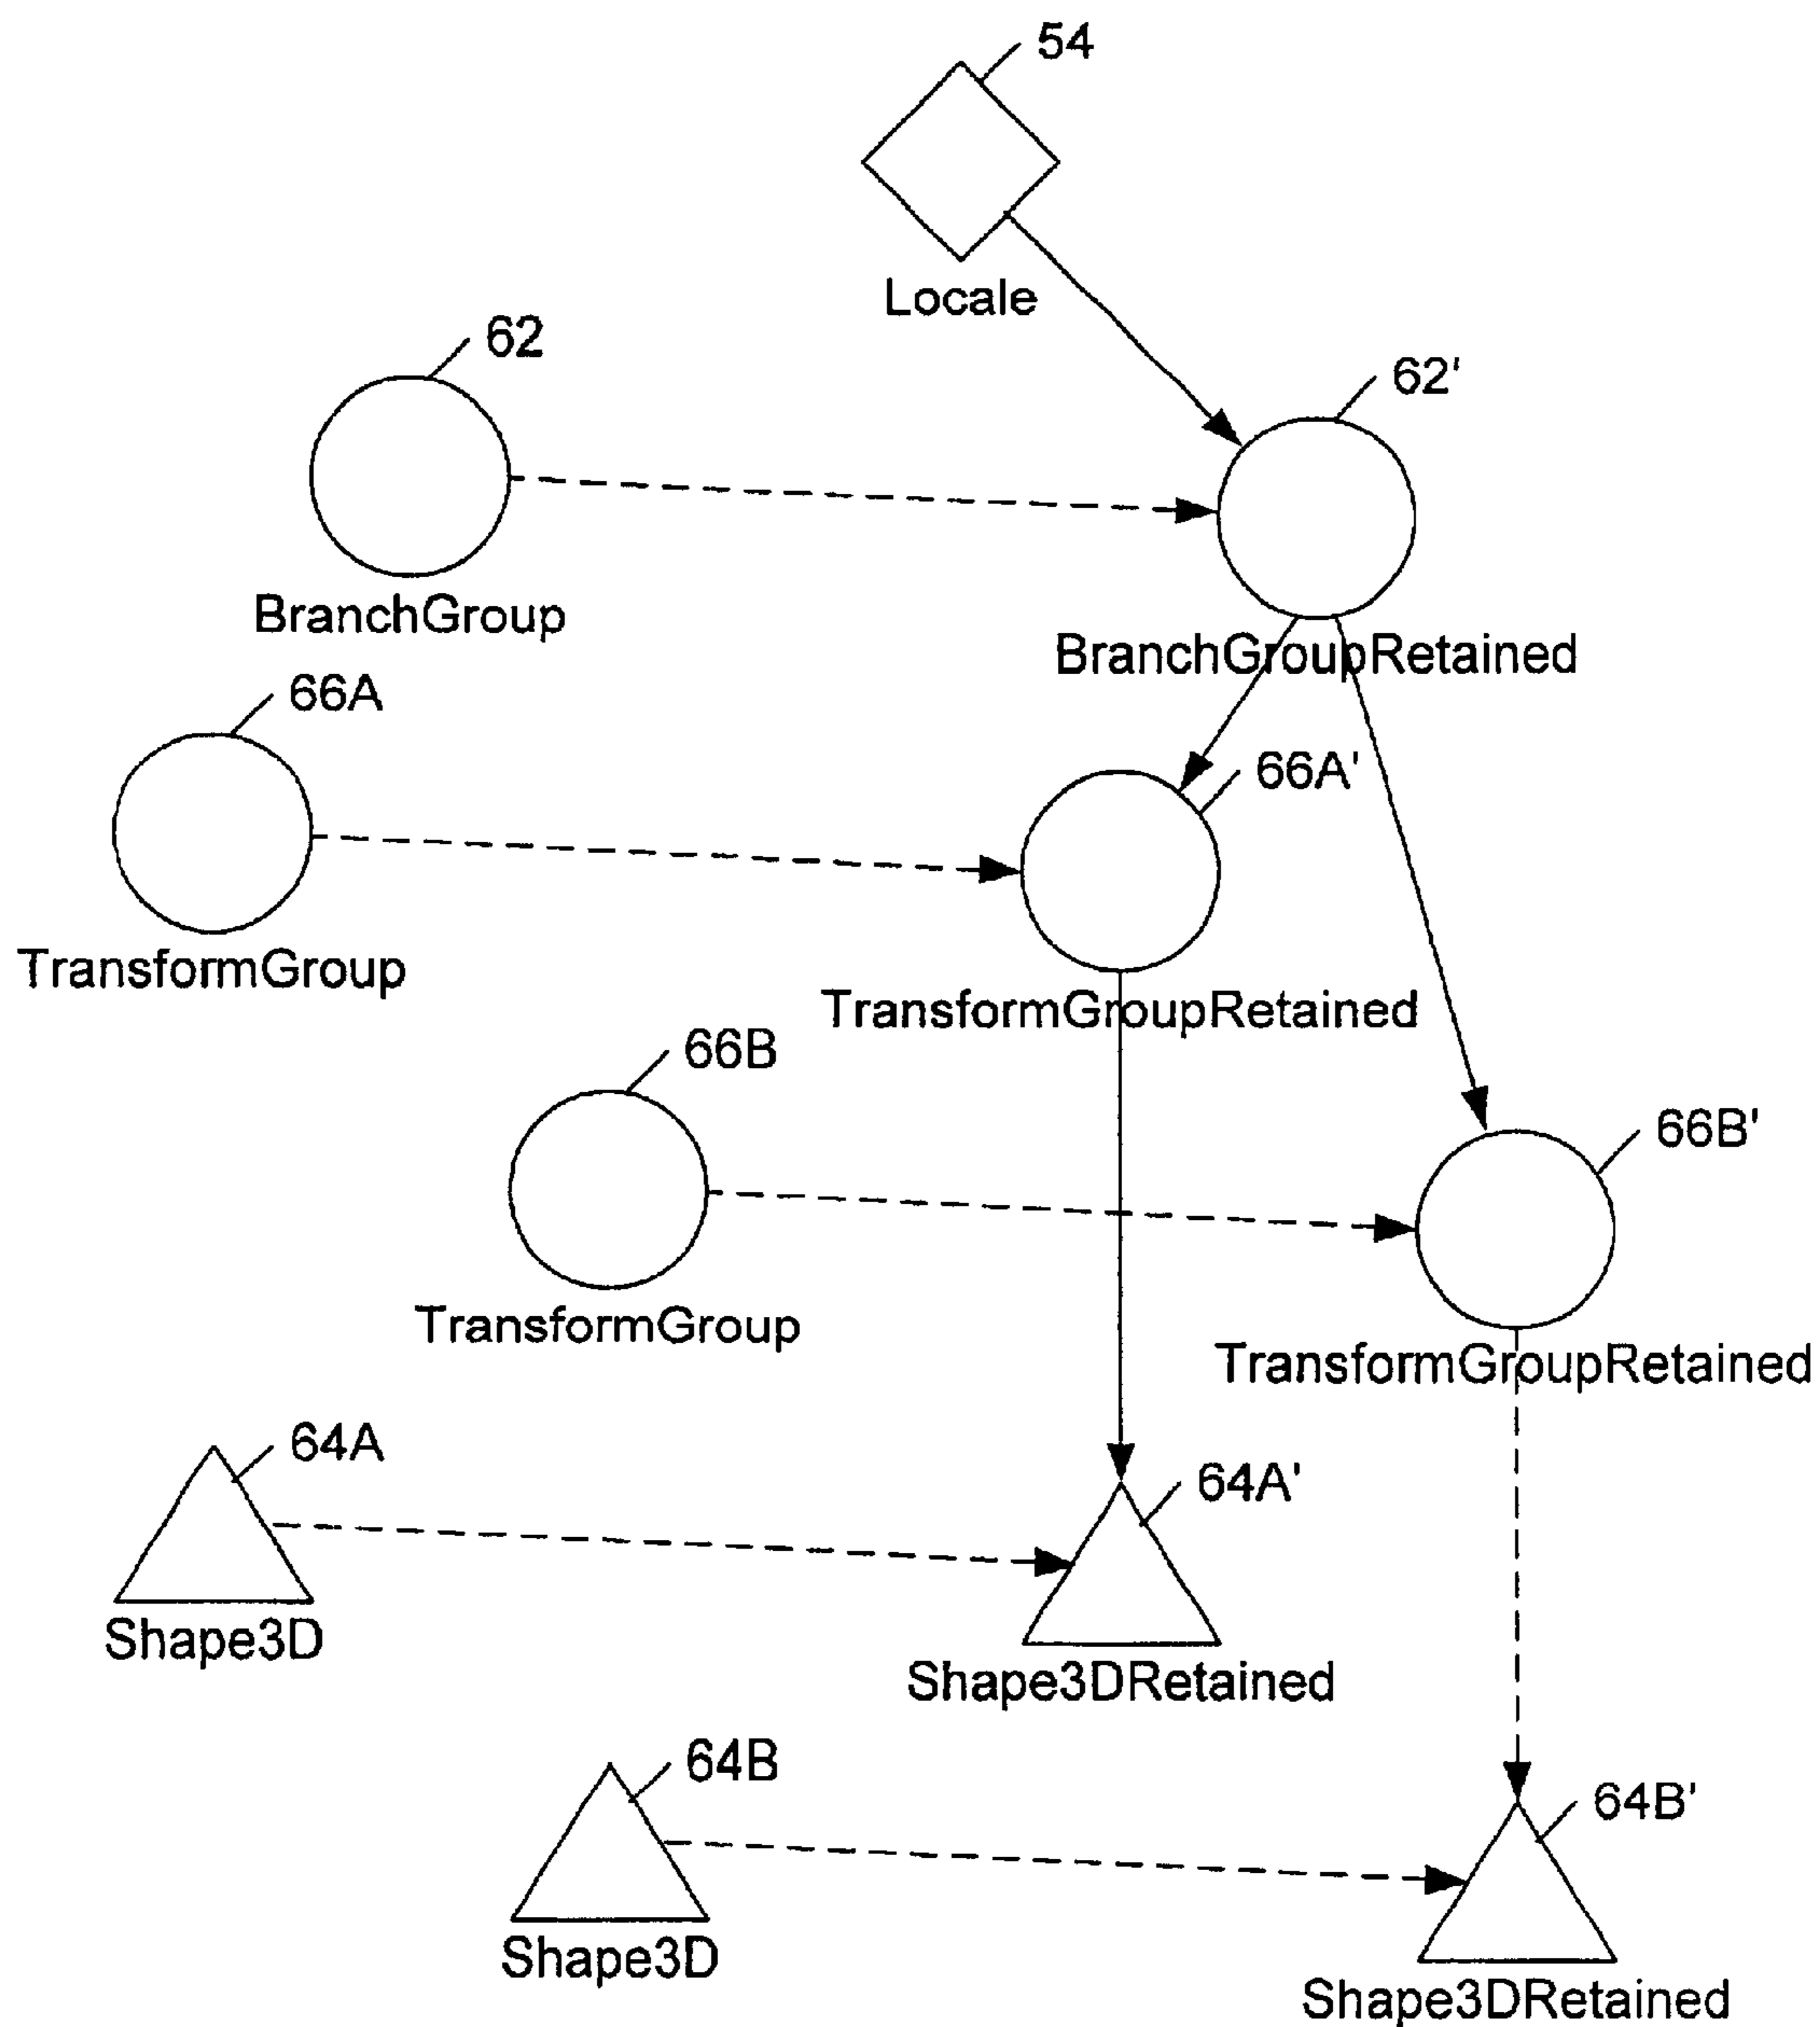 54
Locale
62
62'
BranchGroup
BranchGroupRetained
66A
66A'
TransformGroup
TransformGroupRetained
66B
66B'
TransformGroup
TransformGroupRetained
64A
64A'
Shape3D
Shape3DRetained
64B
64B'
Shape3D
Shape3DRetained